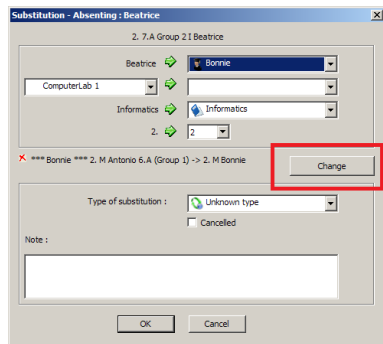 Substitution - Absenting : Beatrice
2. 7.A Group 2 I Beatrice
Beatrice Bonnie
ComputerLab 1
Informatics Informatics
2. 2
*** Bonnie *** 2. M Antonio 6.A (Group 1) -> 2. M Bonnie Change
Type of substitution : Unknown type
Cancelled
Note :
OK Cancel